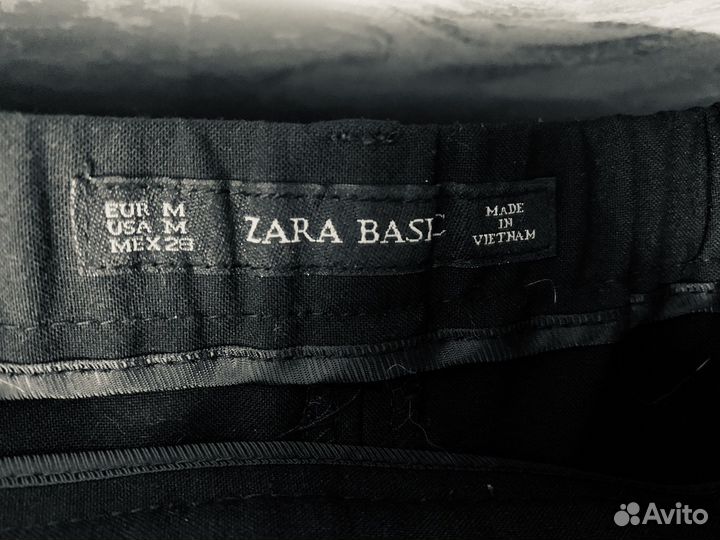 EUR M
USA M
MEX 28
ZARA BASIC
MADE
IN
VIETNAM
Avito